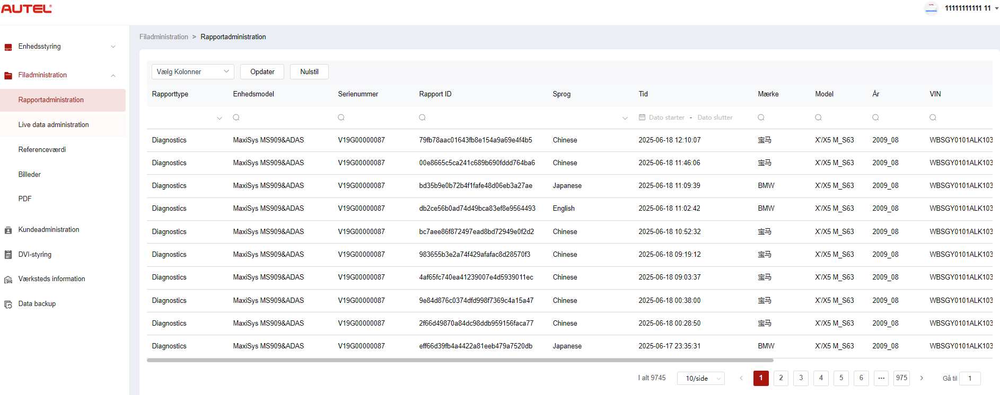 AUTEL
11111111111 11
Enhedsstyring
Filadministration
Rapportadministration
Live data administration
Referenceværdi
Billeder
PDF
Kundeadministration
DVI-styring
Værksteds information
Data backup
Filadministration > Rapportadministration
Vælg Kolonner Opdater Nulstil
Rapporttype Enhedsmodel Serienummer Rapport ID Sprog Tid Mærke Model År VIN
Dato starter - Dato slutter
Diagnostics MaxiSys MS909&ADAS V19G00000087 79fb78aac01643fb8e154a9a69e4f4b5 Chinese 2025-06-18 12:10:07 宝马 X'/X5 M_S63 2009_08 WBSGY0101ALK103
Diagnostics MaxiSys MS909&ADAS V19G00000087 00e8665c5ca241c689b690fddd764ba6 Chinese 2025-06-18 11:46:06 宝马 X'/X5 M_S63 2009_08 WBSGY0101ALK103
Diagnostics MaxiSys MS909&ADAS V19G00000087 bd35b9e0b72b4f1fafe48d06eb3a27ae Japanese 2025-06-18 11:09:39 BMW X'/X5 M_S63 2009_08 WBSGY0101ALK103
Diagnostics MaxiSys MS909&ADAS V19G00000087 db2ce56b0ad74d49bca83ef8e9564493 English 2025-06-18 11:02:42 BMW X'/X5 M_S63 2009_08 WBSGY0101ALK103
Diagnostics MaxiSys MS909&ADAS V19G00000087 bc7aee86f872497ead8bd72949e0f2d2 Chinese 2025-06-18 10:52:32 宝马 X'/X5 M_S63 2009_08 WBSGY0101ALK103
Diagnostics MaxiSys MS909&ADAS V19G00000087 983655b3e2a74f429afafac8d28570f3 Chinese 2025-06-18 09:19:12 宝马 X'/X5 M_S63 2009_08 WBSGY0101ALK103
Diagnostics MaxiSys MS909&ADAS V19G00000087 4af65fc740ea41239007e4d5939011ec Chinese 2025-06-18 09:03:37 宝马 X'/X5 M_S63 2009_08 WBSGY0101ALK103
Diagnostics MaxiSys MS909&ADAS V19G00000087 9e84d876c0374dfd998f7369c4a15a47 Chinese 2025-06-18 00:38:00 宝马 X'/X5 M_S63 2009_08 WBSGY0101ALK103
Diagnostics MaxiSys MS909&ADAS V19G00000087 2f66d49870a84dc98ddb959156faca77 Chinese 2025-06-18 00:28:50 宝马 X'/X5 M_S63 2009_08 WBSGY0101ALK103
Diagnostics MaxiSys MS909&ADAS V19G00000087 eff66d39fb4a4422a81eeb479a7520db Japanese 2025-06-17 23:35:31 BMW X'/X5 M_S63 2009_08 WBSGY0101ALK103
I alt 9745 10/side < 1 2 3 4 5 6 ••• 975 > Gå til 1